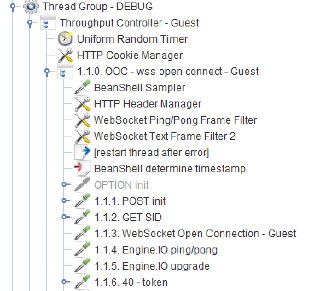 Thread Group - DEBUG
Throughput Controller - Guest
Uniform Random Timer
HTTP Cookie Manager
1.1.0. OOC - wss open connect - Guest
BeanShell Sampler
HTTP Header Manager
WebSocket Ping/Pong Frame Filter
WebSocket Text Frame Filter 2
[restart thread after error]
BeanShell determine timestamp
OPTION init
1.1.1. POST init
1.1.2. GET SID
1.1.3. WebSocket Open Connection - Guest
1.1.4. Engine.IO ping/pong
1.1.5. Engine.IO upgrade
1.1.6. 40 - token